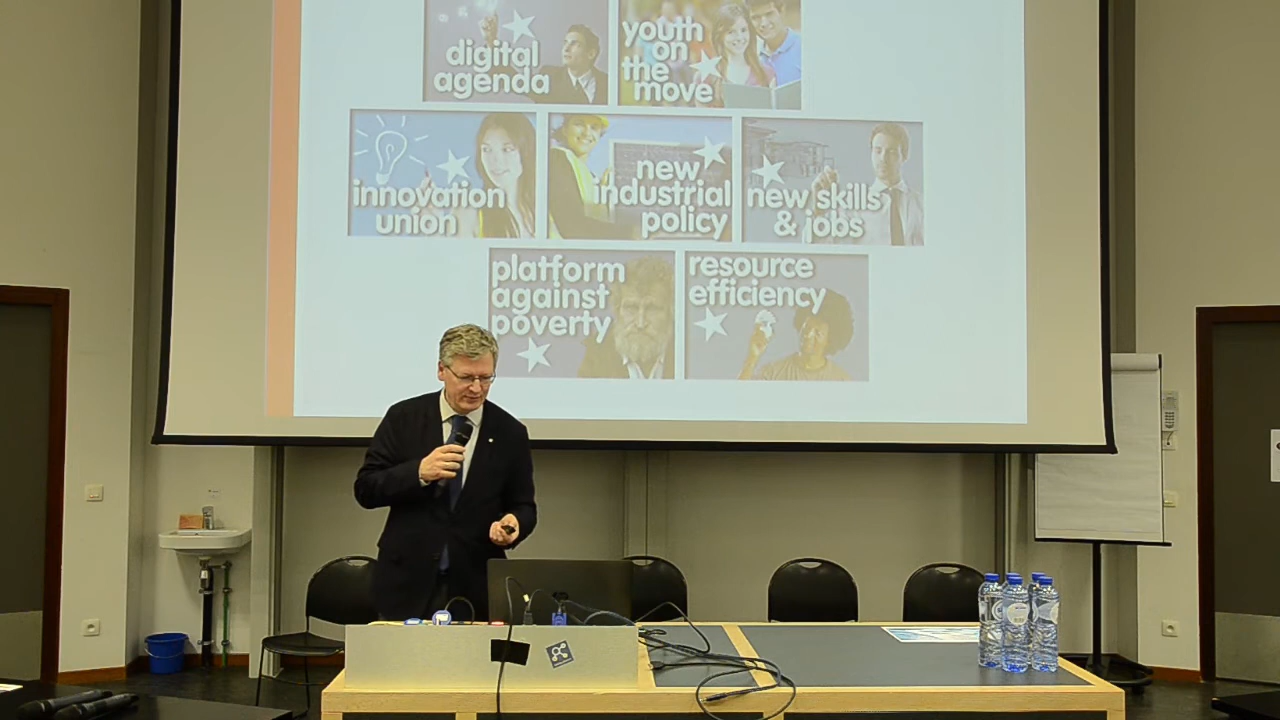 digital
agenda
youth
on
the
move
innovation
union
new
industrial
policy
new skills
& jobs
platform
against
poverty
resource
efficiency